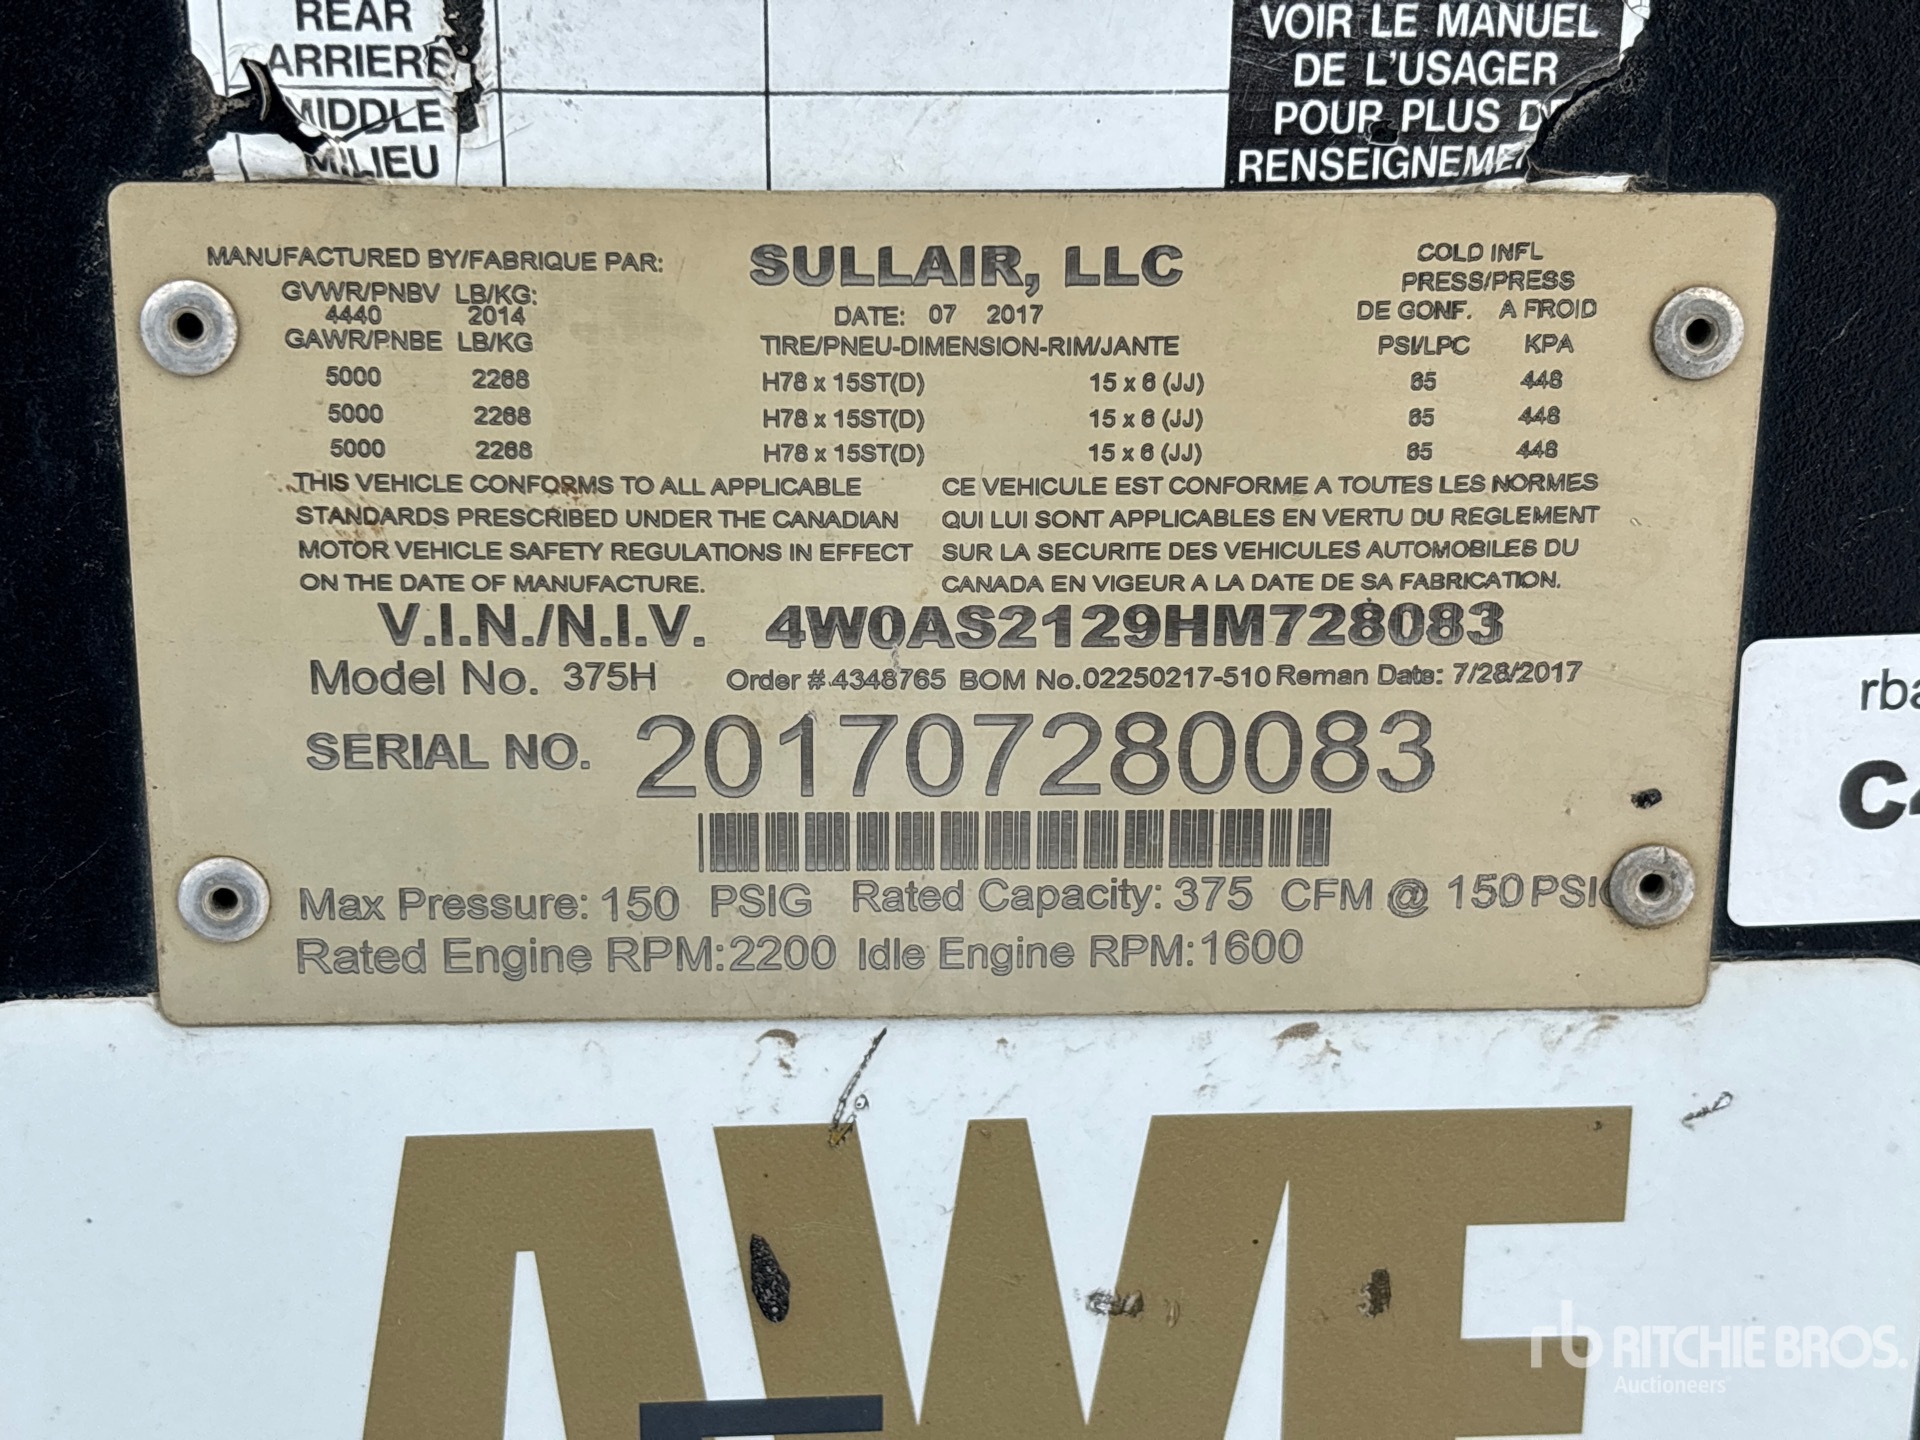 REAR
ARRIERE
MIDDLE
MILIEU
VOIR LE MANUEL
DE L'USAGER
POUR PLUS DE
MANUFACTURED BY/FABRIQUE PAR: SULLAIR, LLC
COLD INFL
PRESS/PRESS
GVWR/PNBV LB/KG:
4440 2014
DATE: 07 2017
DE GONF. A FROID
GAWR/PNBE LB/KG TIRE/PNEU-DIMENSION-RIM/JANTE PSI/LPC KPA
5000 2268 H78 x 15ST(D) 15 x 6 (JJ) 65 448
5000 2268 H78 x 15ST(D) 15 x 6 (JJ) 65 448
5000 2268 H78 x 15ST(D) 15 x 6 (JJ) 65 448
THIS VEHICLE CONFORMS TO ALL APPLICABLE
STANDARDS PRESCRIBED UNDER THE CANADIAN
MOTOR VEHICLE SAFETY REGULATIONS IN EFFECT
ON THE DATE OF MANUFACTURE.
CE VEHICULE EST CONFORME A TOUTES LES NORMES
QUI LUI SONT APPLICABLES EN VERTU DU REGLEMENT
SUR LA SECURITE DES VEHICULES AUTOMOBILES DU
CANADA EN VIGEUR A LA DATE DE SA FABRICATION.
V.I.N./N.I.V. 4W0AS2129HM728083
Model No. 375H Order #.4348765 BOM No.02250217-510 Reman Date: 7/28/2017
SERIAL NO. 201707280083
Max Pressure: 150 PSIG Rated Capacity: 375 CFM @ 150 PSIG
Rated Engine RPM:2200 Idle Engine RPM:1600
rb RITCHIE BROS.
Auctioneers